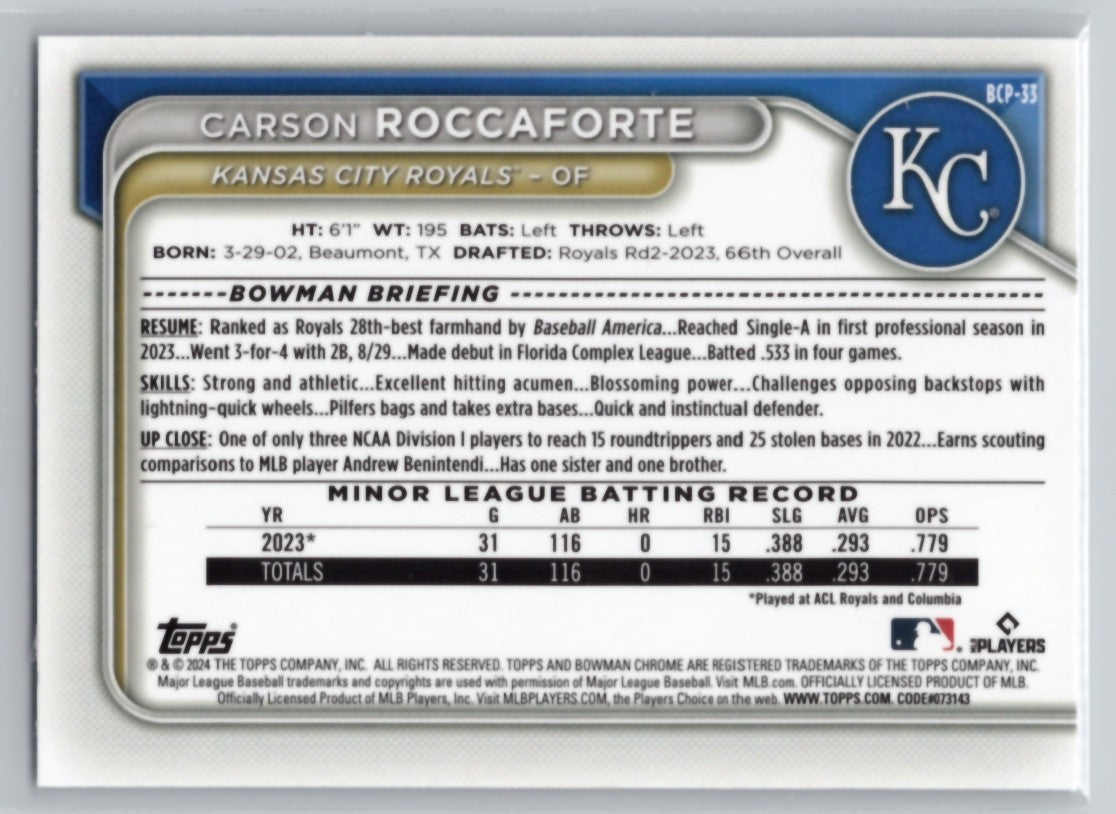 BCP-33
CARSON ROCCAFORTE
KC
KANSAS CITY ROYALS™ – OF
HT: 6'1" WT: 195 BATS: Left THROWS: Left
BORN: 3-29-02, Beaumont, TX DRAFTED: Royals Rd2-2023, 66th Overall
BOWMAN BRIEFING
RESUME: Ranked as Royals 28th-best farmhand by Baseball America...Reached Single-A in first professional season in
2023...Went 3-for-4 with 2B, 8/29...Made debut in Florida Complex League...Batted .533 in four games.
SKILLS: Strong and athletic...Excellent hitting acumen...Blossoming power...Challenges opposing backstops with
lightning-quick wheels...Pilfers bags and takes extra bases...Quick and instinctual defender.
UP CLOSE: One of only three NCAA Division I players to reach 15 roundtrippers and 25 stolen bases in 2022...Earns scouting
comparisons to MLB player Andrew Benintendi...Has one sister and one brother.
MINOR LEAGUE BATTING RECORD
YR G AB HR RBI SLG AVG OPS
2023* 31 116 0 15 .388 .293 .779
TOTALS 31 116 0 15 .388 .293 .779
*Played at ACL Royals and Columbia
Topps PLAYERS
® & © 2024 THE TOPPS COMPANY, INC. ALL RIGHTS RESERVED. TOPPS AND BOWMAN CHROME ARE REGISTERED TRADEMARKS OF THE TOPPS COMPANY, INC.
Major League Baseball trademarks and copyrights are used with permission of Major League Baseball. Visit MLB.com. OFFICIALLY LICENSED PRODUCT OF MLB
Officially Licensed Product of MLB Players, Inc. Visit MLBPLAYERS.COM, the Players Choice on the web. WWW.TOPPS.COM. CODE#073143